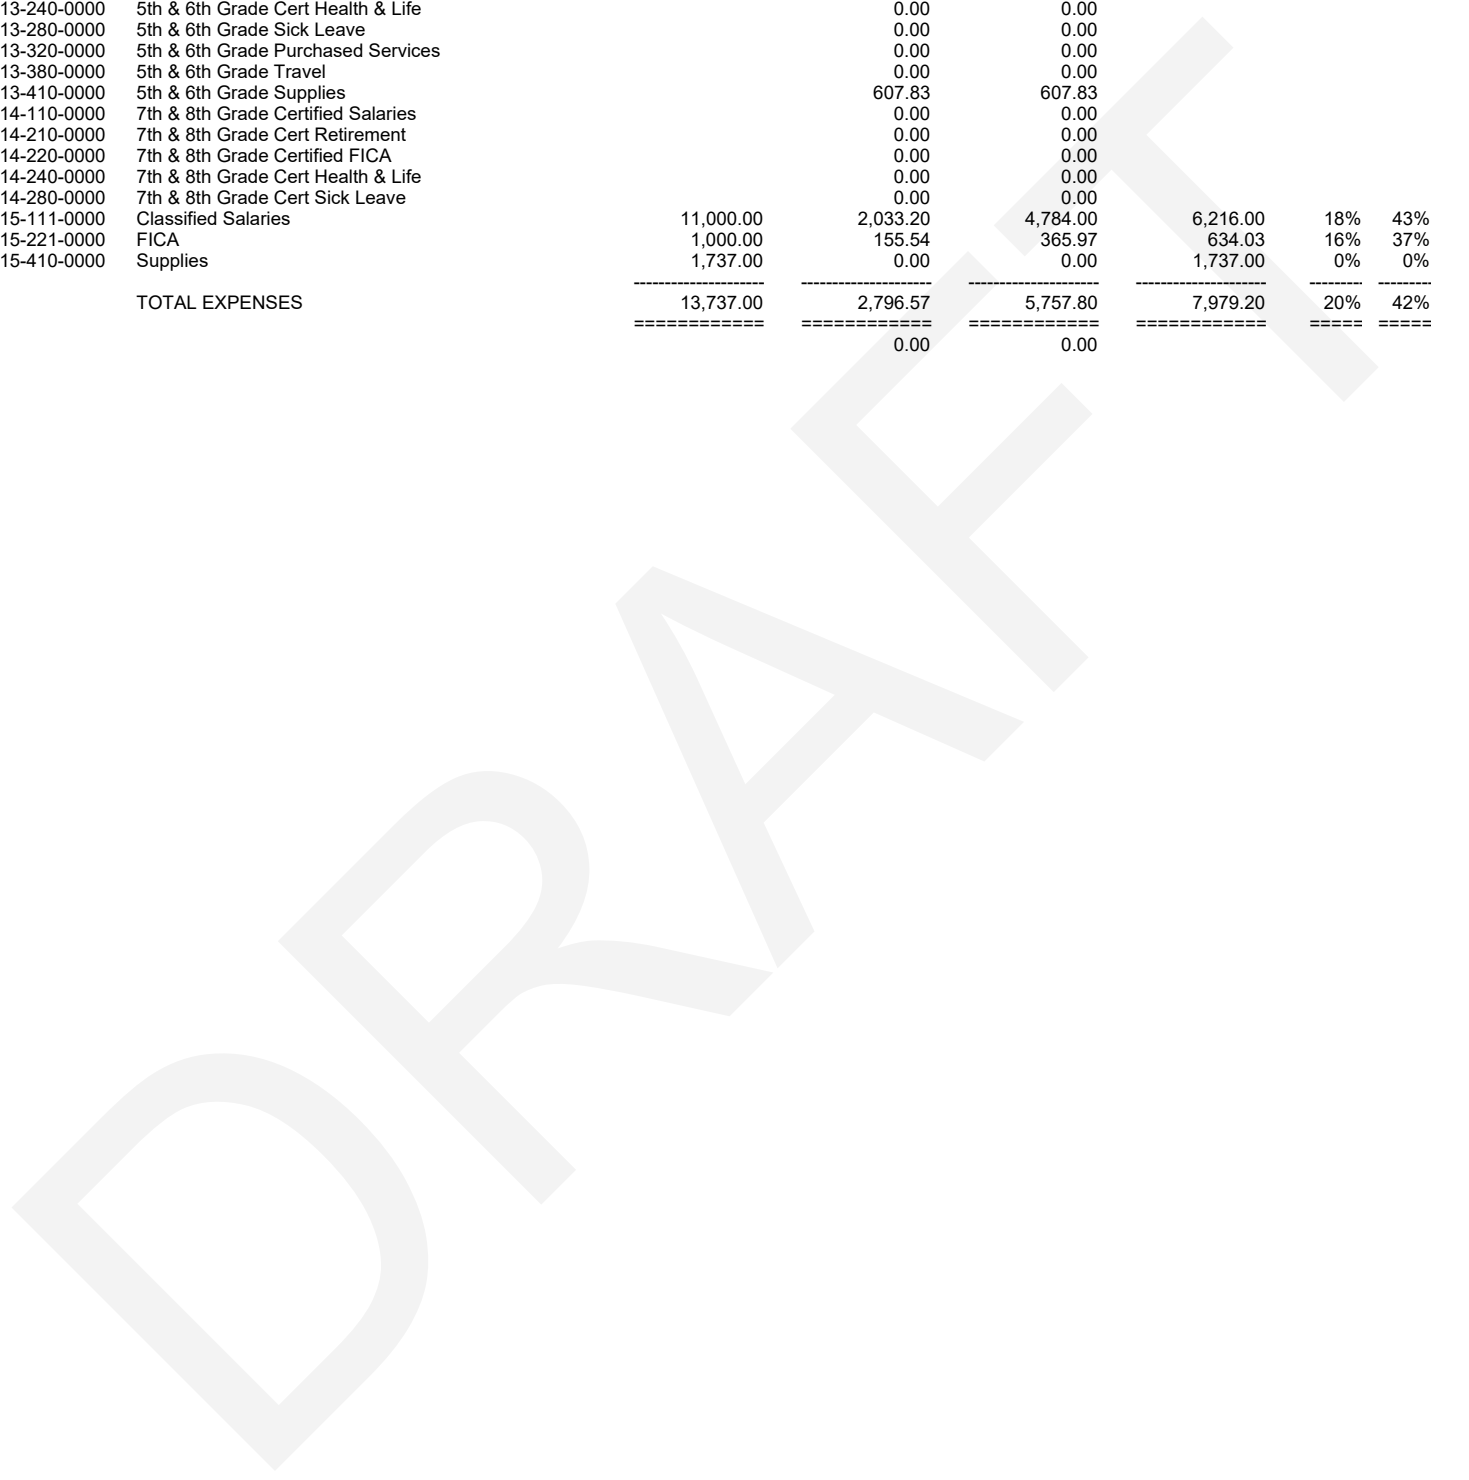 13-240-0000 5th & 6th Grade Cert Health & Life 0.00 0.00
13-280-0000 5th & 6th Grade Sick Leave 0.00 0.00
13-320-0000 5th & 6th Grade Purchased Services 0.00 0.00
13-380-0000 5th & 6th Grade Travel 0.00 0.00
13-410-0000 5th & 6th Grade Supplies 607.83 607.83
14-110-0000 7th & 8th Grade Certified Salaries 0.00 0.00
14-210-0000 7th & 8th Grade Cert Retirement 0.00 0.00
14-220-0000 7th & 8th Grade Certified FICA 0.00 0.00
14-240-0000 7th & 8th Grade Cert Health & Life 0.00 0.00
14-280-0000 7th & 8th Grade Cert Sick Leave 0.00 0.00
15-111-0000 Classified Salaries 11,000.00 2,033.20 4,784.00 6,216.00 18% 43%
15-221-0000 FICA 1,000.00 155.54 365.97 634.03 16% 37%
15-410-0000 Supplies 1,737.00 0.00 0.00 1,737.00 0% 0%
--------------------- --------------------- --------------------- --------------------- --------- ---------
TOTAL EXPENSES 13,737.00 2,796.57 5,757.80 7,979.20 20% 42%
============ ============ ============ ============ ===== =====
0.00 0.00
DRAFT